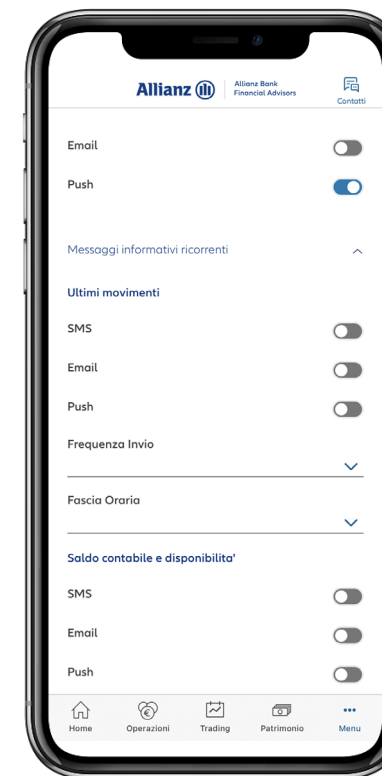 Allianz
Allianz Bank
Financial Advisors
Contatti
Email
Push
Messaggi informativi ricorrenti
Ultimi movimenti
SMS
Email
Push
Frequenza Invio
Fascia Oraria
Saldo contabile e disponibilita'
SMS
Email
Push
Home
Operazioni
Trading
Patrimonio
Menu